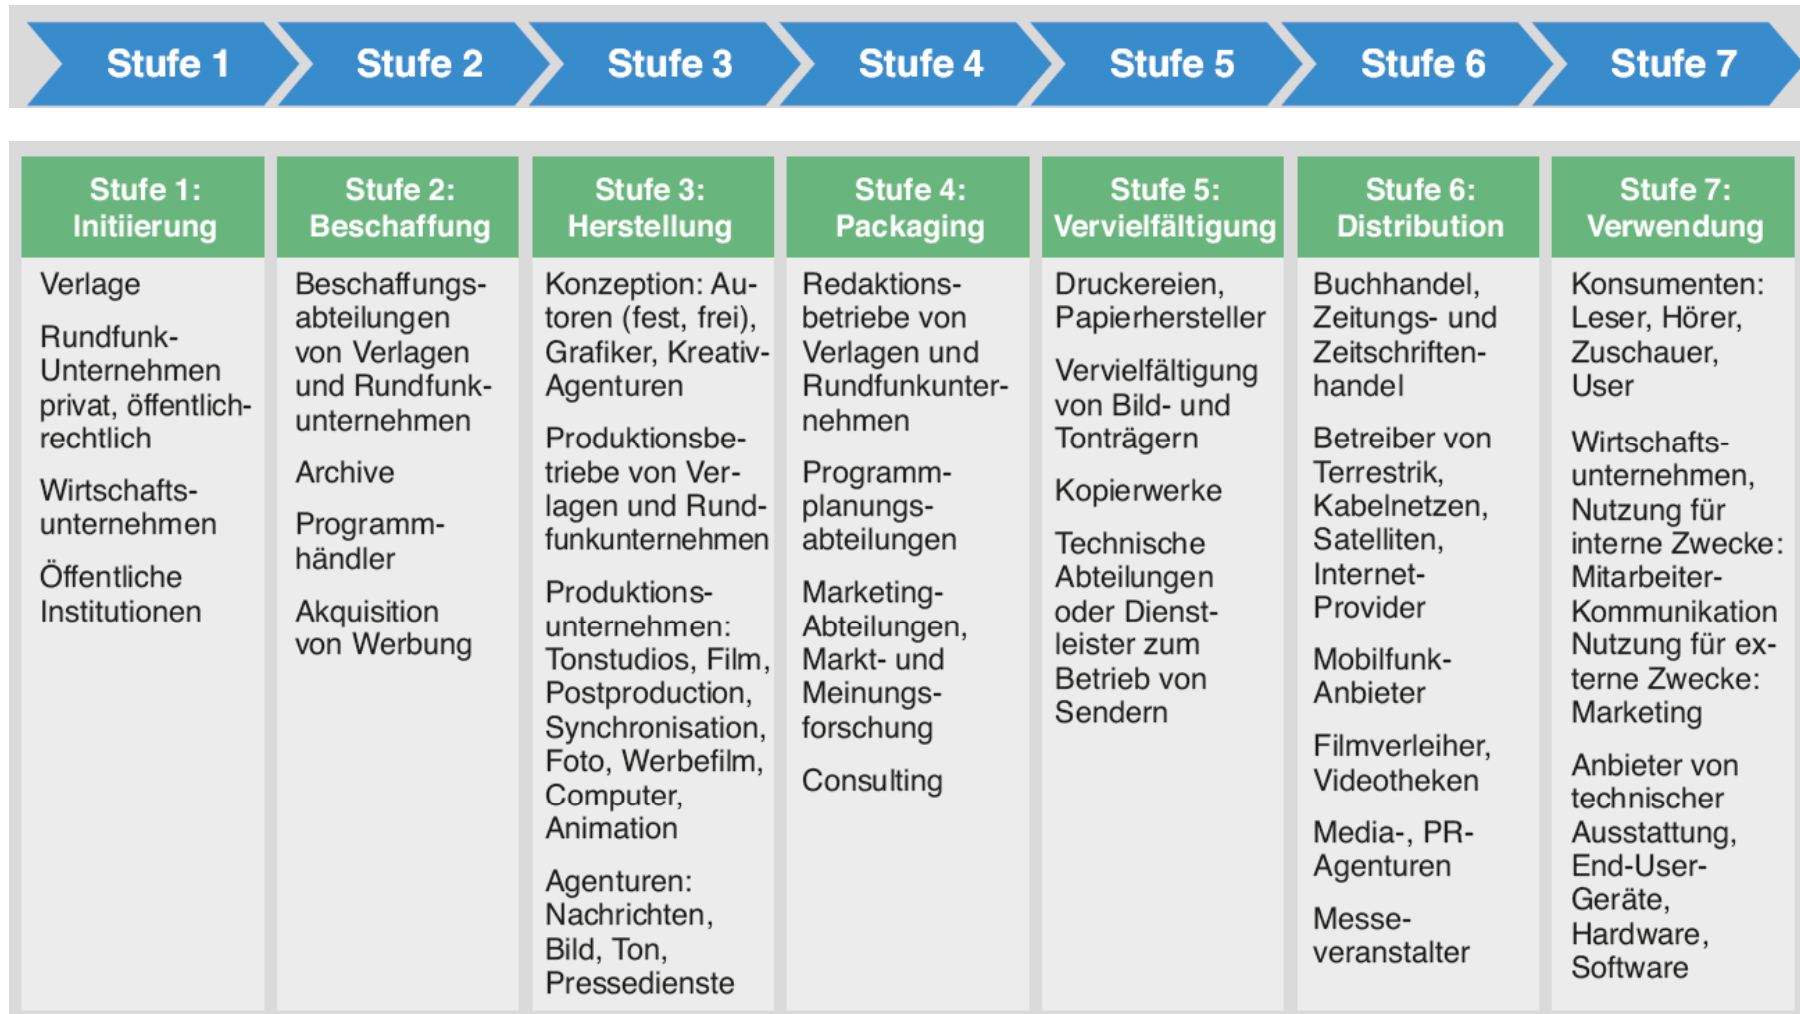 Stufe 1
Stufe 2
Stufe 3
Stufe 4
Stufe 5
Stufe 6
Stufe 7
Stufe 1:
Initiierung
Verlage
Rundfunk-
Unternehmen
privat, öffentlich-
rechtlich
Wirtschafts-
unternehmen
Öffentliche
Institutionen
Stufe 2:
Beschaffung
Beschaffungs-
abteilungen
von Verlagen
und Rundfunk-
unternehmen
Archive
Programm-
händler
Akquisition
von Werbung
Stufe 3:
Herstellung
Konzeption: Au-
toren (fest, frei),
Grafiker, Kreativ-
Agenturen
Produktionsbe-
triebe von Ver-
lagen und Rund-
funkunternehmen
Produktions-
unternehmen:
Tonstudios, Film,
Postproduction,
Synchronisation,
Foto, Werbefilm,
Computer,
Animation
Agenturen:
Nachrichten,
Bild, Ton,
Pressedienste
Stufe 4:
Packaging
Redaktions-
betriebe von
Verlagen und
Rundfunkunter-
nehmen
Programm-
planungs-
abteilungen
Marketing-
Abteilungen,
Markt- und
Meinungs-
forschung
Consulting
Stufe 5:
Vervielfältigung
Druckereien,
Papierhersteller
Vervielfältigung
von Bild- und
Tonträgern
Kopierwerke
Technische
Abteilungen
oder Dienst-
leister zum
Betrieb von
Sendern
Stufe 6:
Distribution
Buchhandel,
Zeitungs- und
Zeitschriften-
handel
Betreiber von
Terrestrik,
Kabelnetzen,
Satelliten,
Internet-
Provider
Mobilfunk-
Anbieter
Filmverleiher,
Videotheken
Media-, PR-
Agenturen
Messe-
veranstalter
Stufe 7:
Verwendung
Konsumenten:
Leser, Hörer,
Zuschauer,
User
Wirtschafts-
unternehmen,
Nutzung für
interne Zwecke:
Mitarbeiter-
Kommunikation
Nutzung für ex-
terne Zwecke:
Marketing
Anbieter von
technischer
Ausstattung,
End-User-
Geräte,
Hardware,
Software